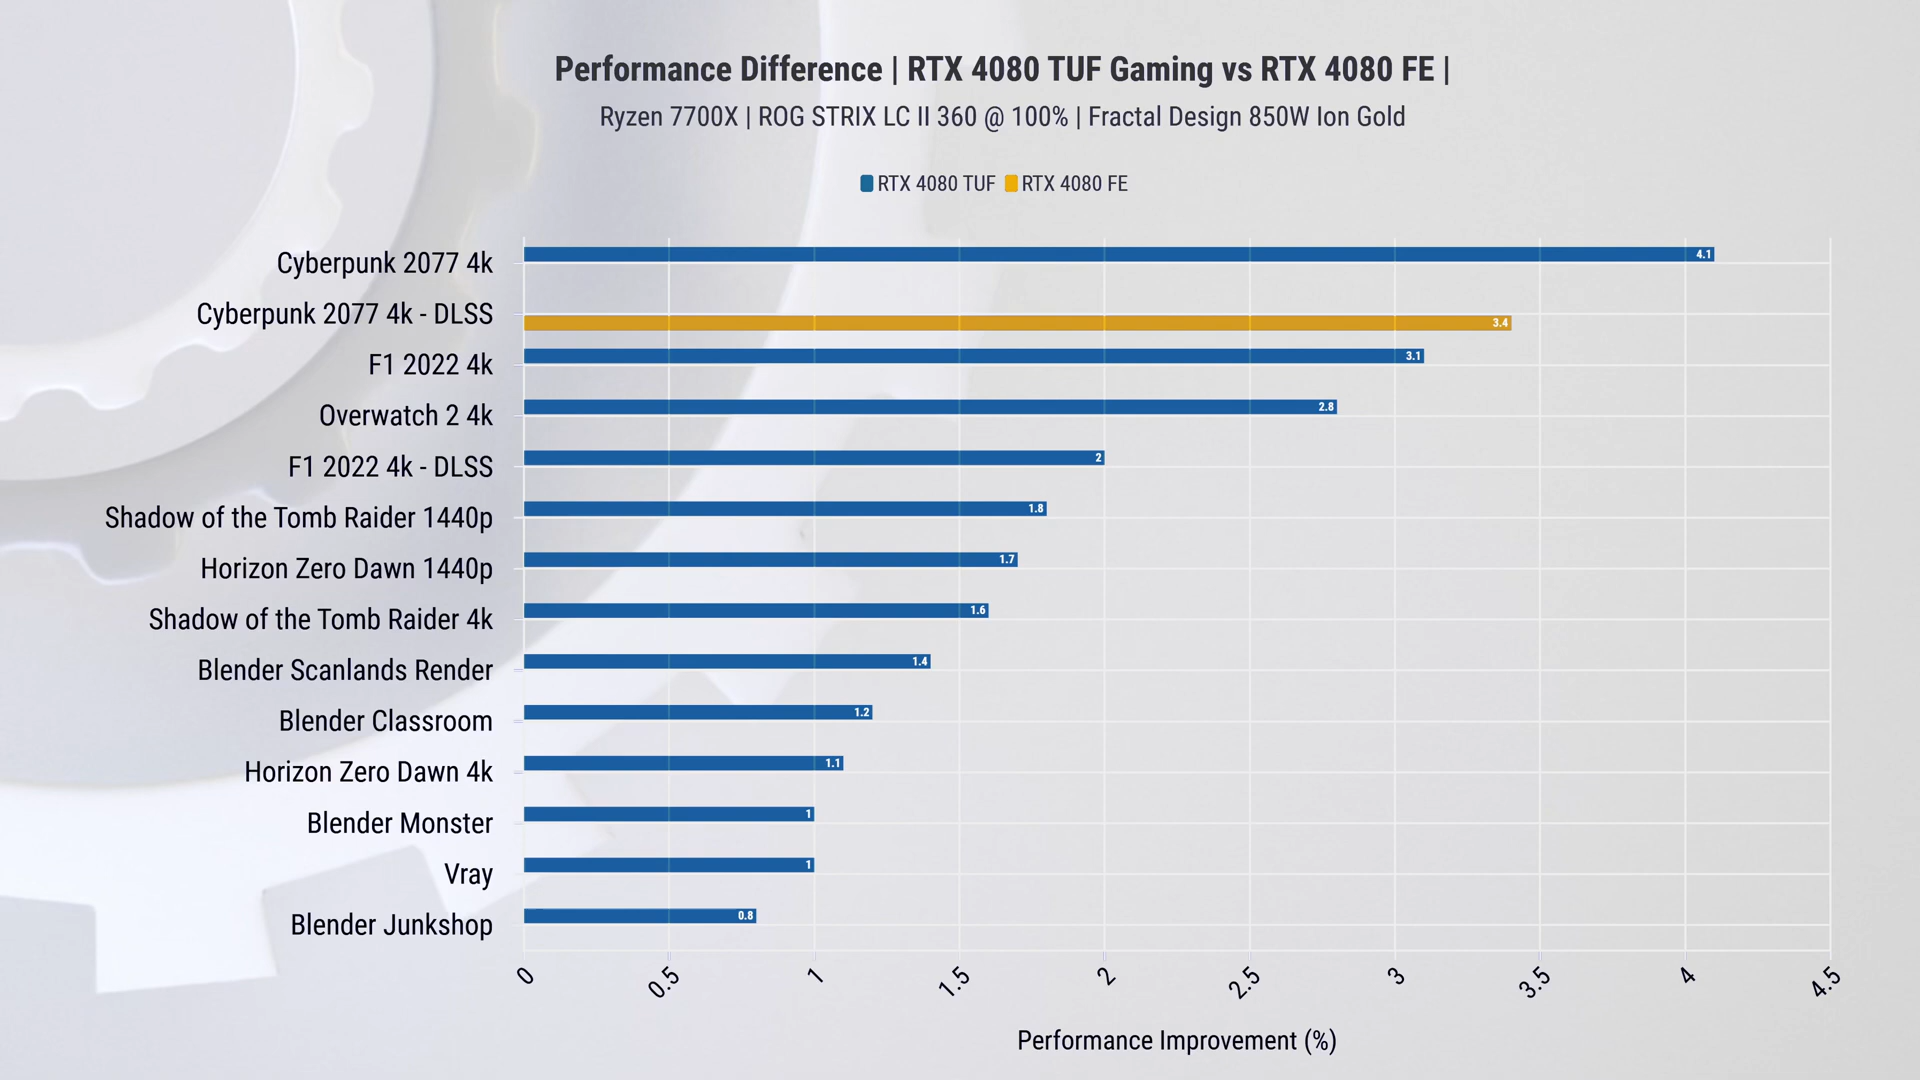 Performance Difference | RTX 4080 TUF Gaming vs RTX 4080 FE |
Ryzen 7700X | ROG STRIX LC II 360 @ 100% | Fractal Design 850W Ion Gold
RTX 4080 TUF RTX 4080 FE
Cyberpunk 2077 4k 4.1
Cyberpunk 2077 4k - DLSS 3.4
F1 2022 4k 3.1
Overwatch 2 4k 2.8
F1 2022 4k - DLSS 2
Shadow of the Tomb Raider 1440p 1.8
Horizon Zero Dawn 1440p 1.7
Shadow of the Tomb Raider 4k 1.6
Blender Scanlands Render 1.4
Blender Classroom 1.2
Horizon Zero Dawn 4k 1.1
Blender Monster 1
Vray 1
Blender Junkshop 0.8
0 0.5 1 1.5 2 2.5 3 3.5 4 4.5
Performance Improvement (%)